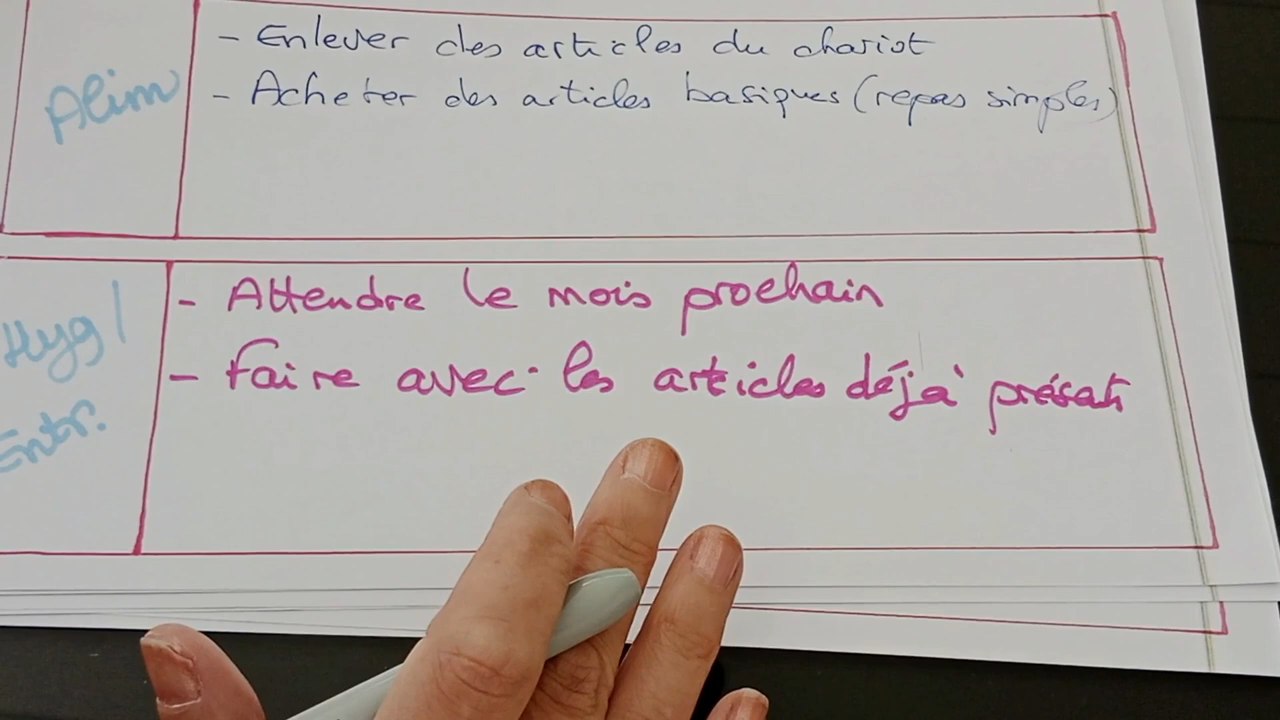 Alim
- Enlever des articles du chariot
- Acheter des articles basiques (repas simples)
Hyg/
Entr.
- Attendre le mois prochain
- Faire avec les articles déjà présents